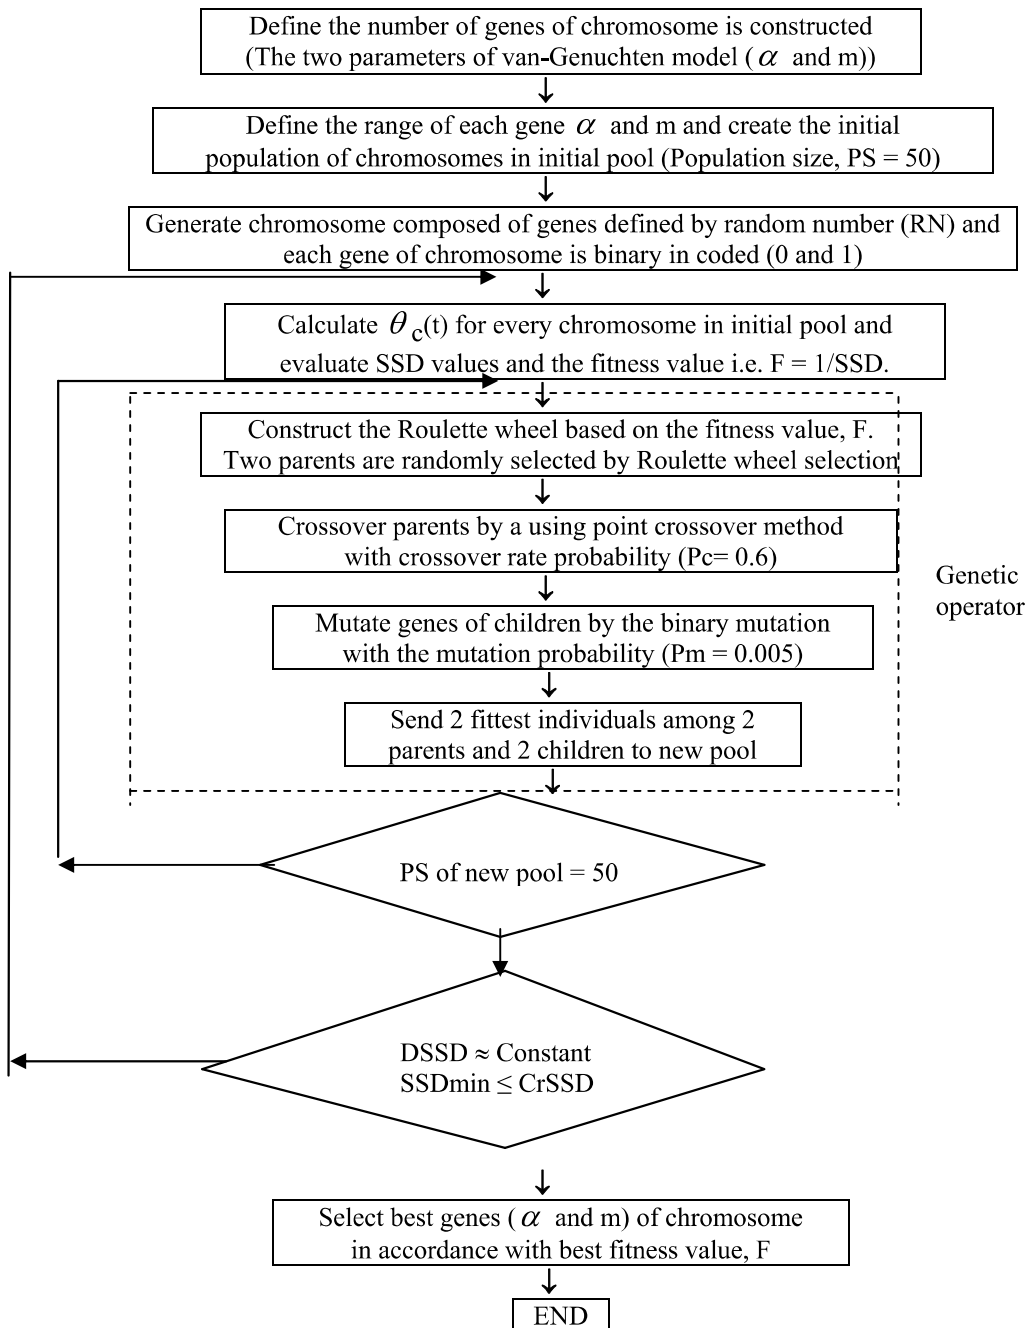 Define the number of genes of chromosome is constructed
(The two parameters of van-Genuchten model (α and m))
Define the range of each gene α and m and create the initial
population of chromosomes in initial pool (Population size, PS = 50)
Generate chromosome composed of genes defined by random number (RN) and
each gene of chromosome is binary in coded (0 and 1)
Calculate θc(t) for every chromosome in initial pool and
evaluate SSD values and the fitness value i.e. F = 1/SSD.
Construct the Roulette wheel based on the fitness value, F.
Two parents are randomly selected by Roulette wheel selection
Crossover parents by a using point crossover method
with crossover rate probability (Pc= 0.6)
Genetic
operator
Mutate genes of children by the binary mutation
with the mutation probability (Pm = 0.005)
Send 2 fittest individuals among 2
parents and 2 children to new pool
PS of new pool = 50
DSSD ≈ Constant
SSDmin ≤ CrSSD
Select best genes (α and m) of chromosome
in accordance with best fitness value, F
END